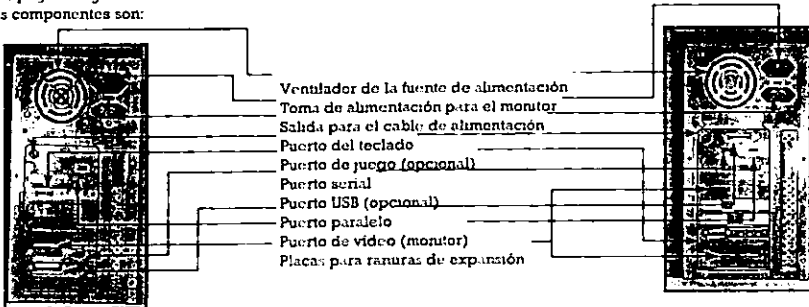 s componentes son:
Ventilador de la fuente de alimentación
Toma de alimentación para el monitor
Salida para el cable de alimentación
Puerto del teclado
Puerto de juego (opcional)
Puerto serial
Puerto USB (opcional)
Puerto paralelo
Puerto de vídeo (monitor)
Placas para ranuras de expansión